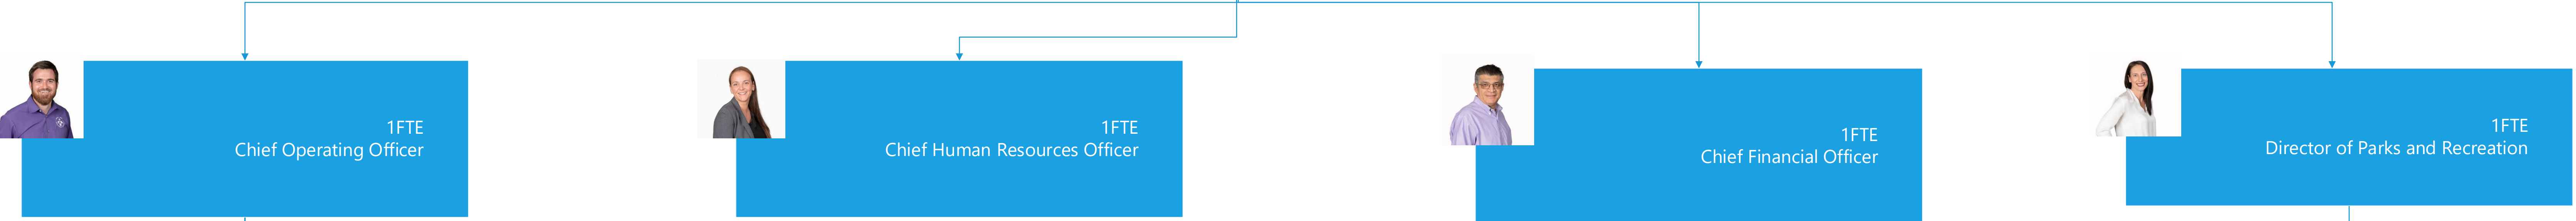 1FTE
Chief Operating Officer
1FTE
Chief Human Resources Officer
1FTE
Chief Financial Officer
1FTE
Director of Parks and Recreation